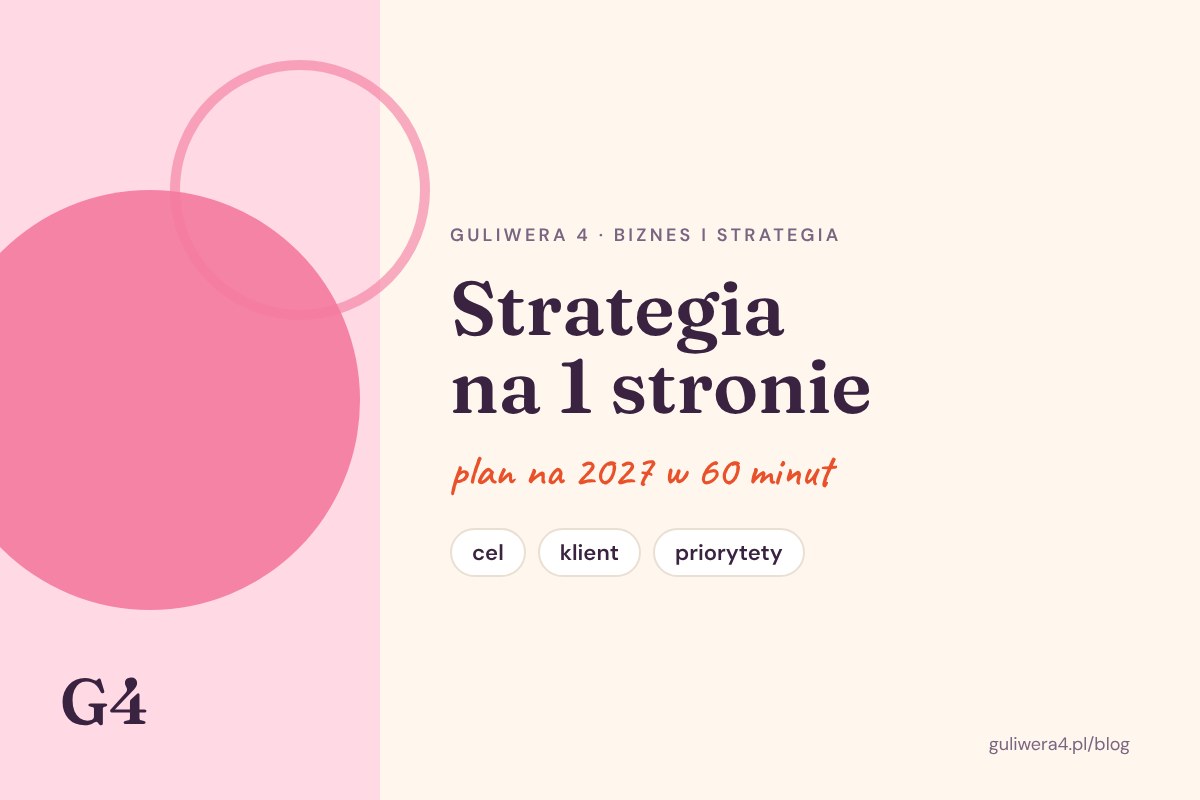 GULIWERA 4 · BIZNES I STRATEGIA
Strategia
na 1 stronie
plan na 2027 w 60 minut
cel klient priorytety
G4
guliwera4.pl/blog